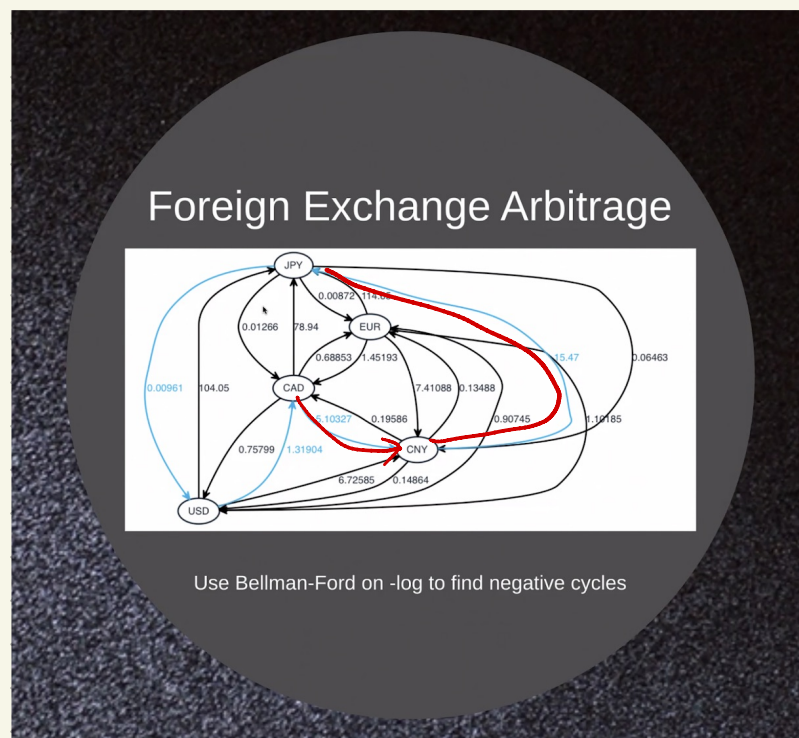 Foreign Exchange Arbitrage
JPY
0.00872
EUR
0.01266
78.94
15.47
0.06463
0.00961
104.05
0.68853
1.45193
CAD
7.41088
0.13488
5.10327
0.19586
0.90745
1.10185
0.75799
1.31904
CNY
6.72585
0.14864
USD
Use Bellman-Ford on -log to find negative cycles